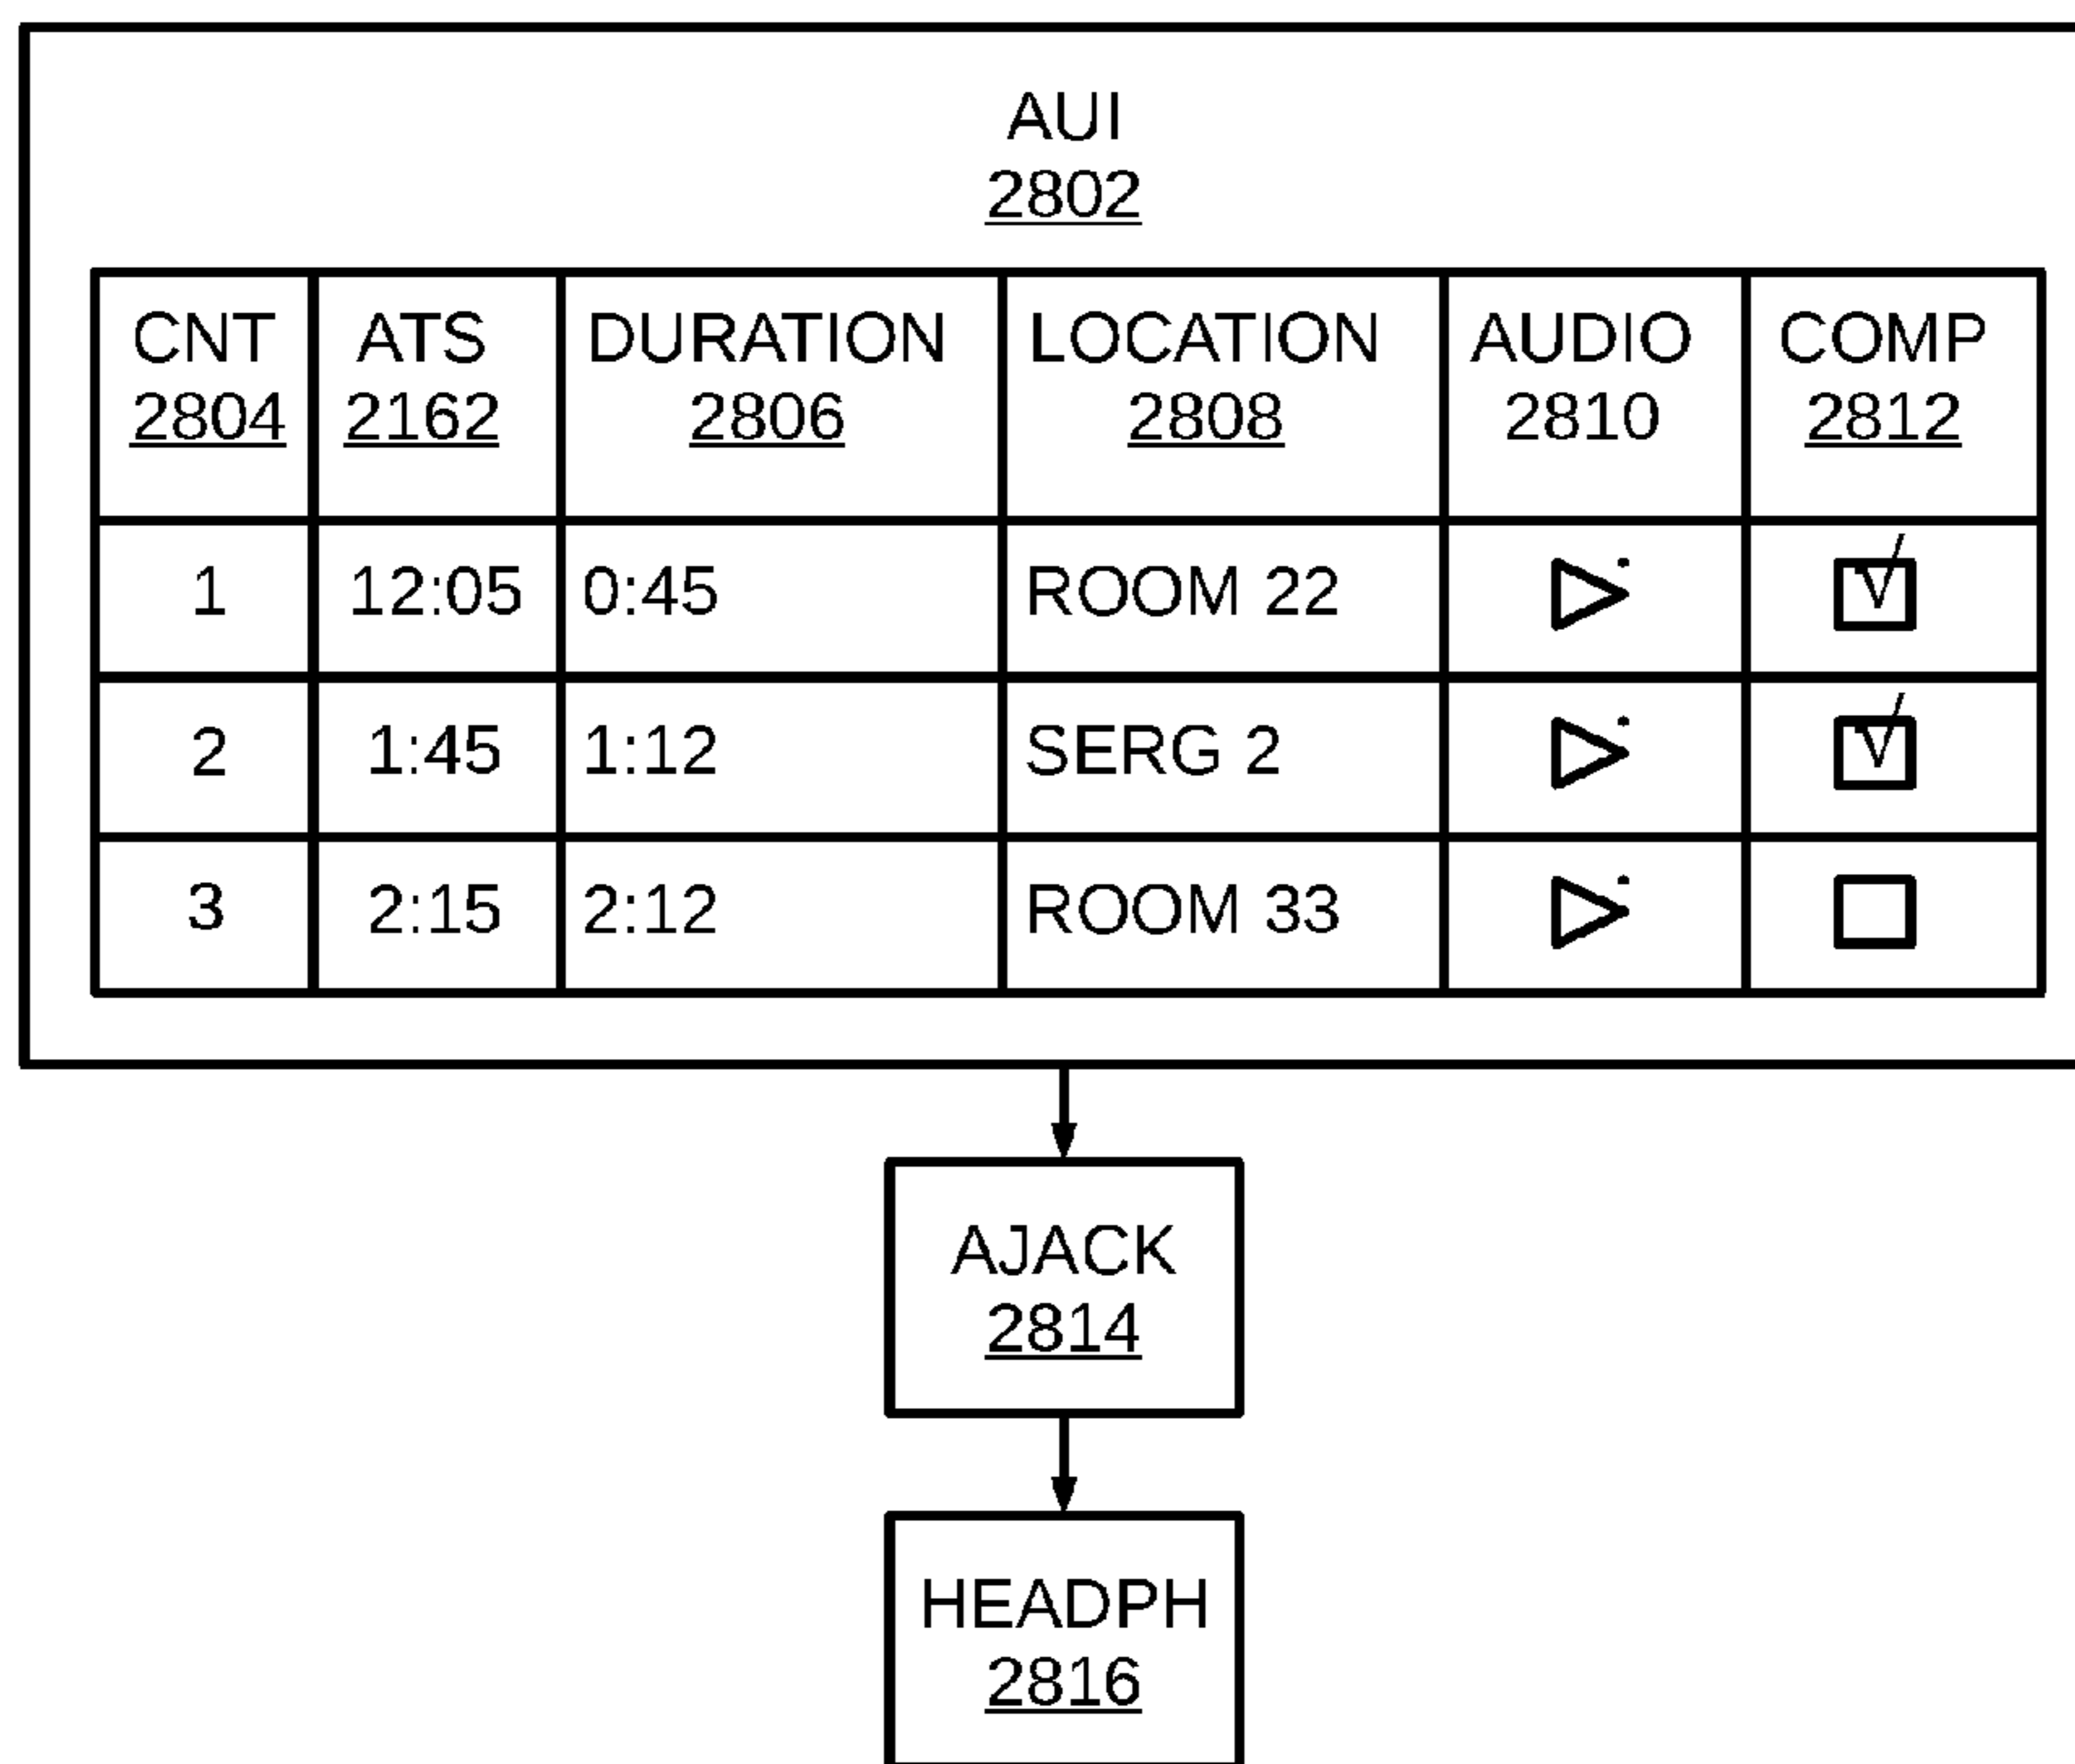 AUI
2802
CNT ATS DURATION LOCATION AUDIO COMP
2804 2162 2806 2808 2810 2812
1 12:05 0:45 ROOM 22
2 1:45 1:12 SERG 2
3 2:15 2:12 ROOM 33
AJACK
2814
HEADPH
2816